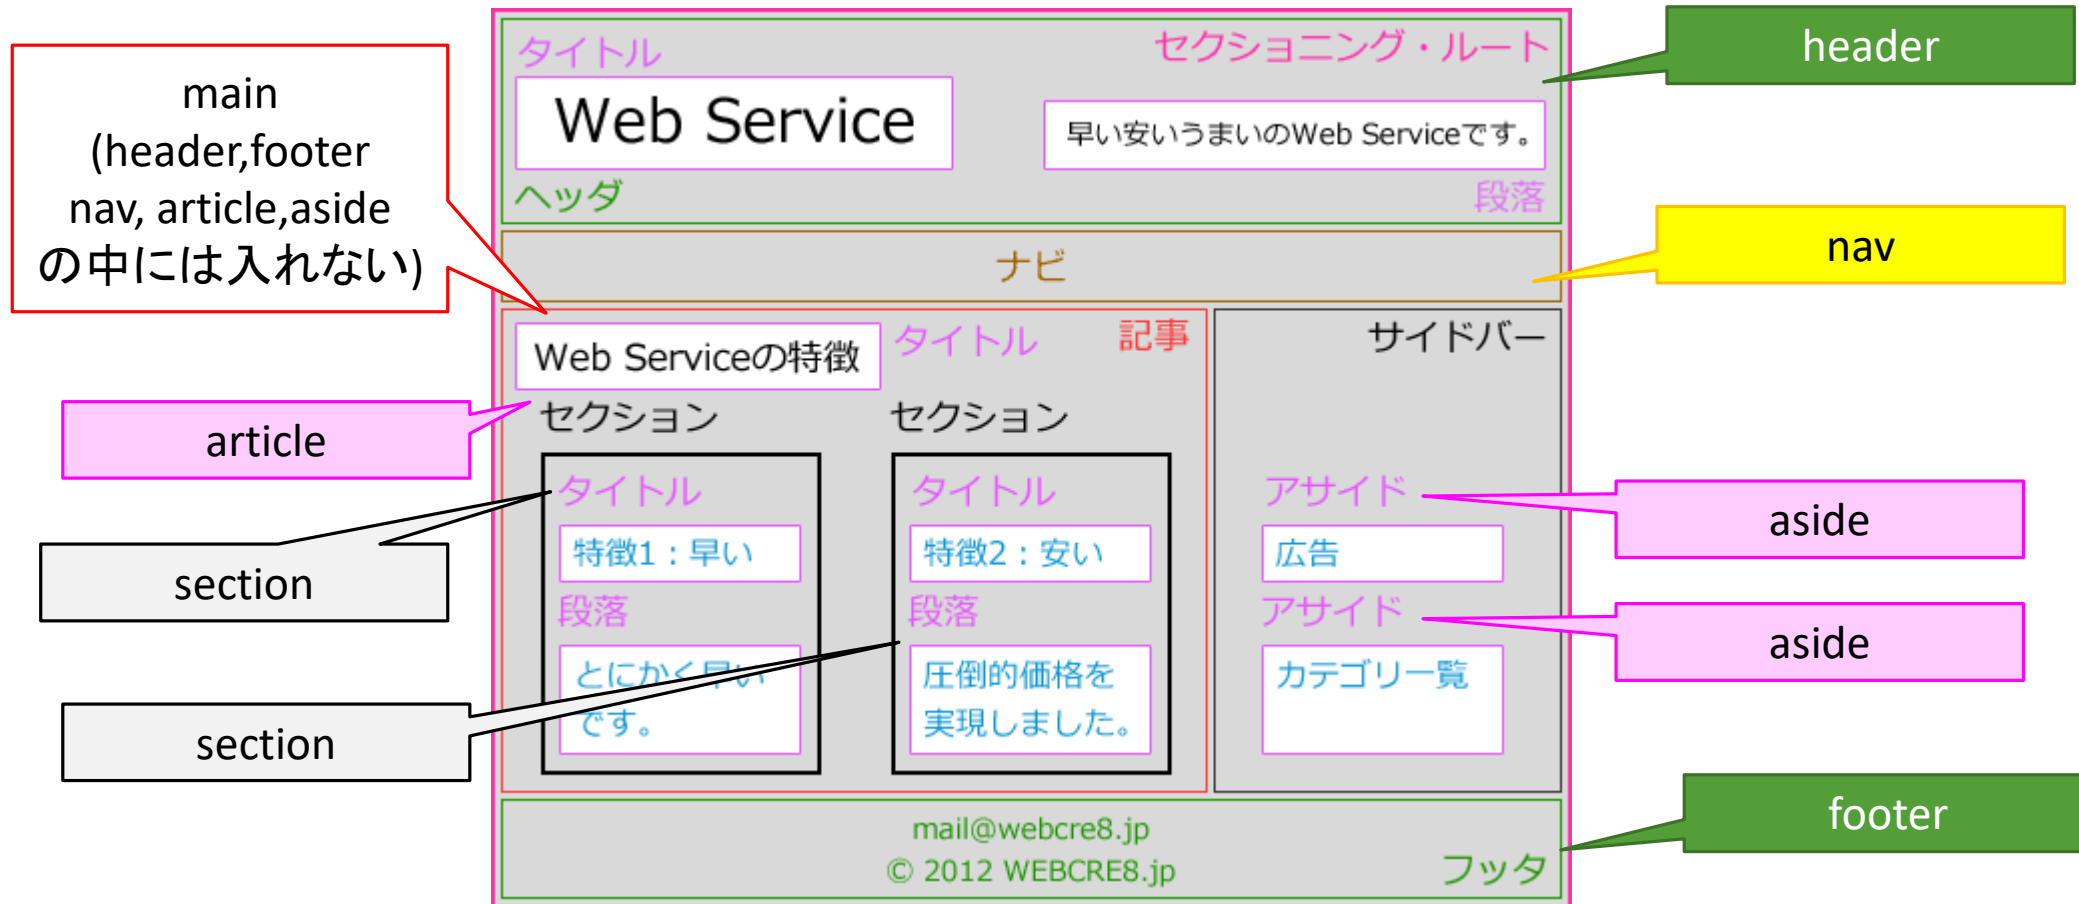 main
(header,footer
nav, article,aside
の中には入れない)
タイトル
セクショニング・ルート
Web Service
早い安いうまいのWeb Serviceです。
ヘッダ
段落
header
ナビ
nav
Web Serviceの特徴
タイトル
記事
サイドバー
article
セクション
セクション
タイトル
特徴1：早い
段落
とにかく早い
です。
タイトル
特徴2：安い
段落
圧倒的価格を
実現しました。
アサイド
広告
アサイド
カテゴリ一覧
section
section
aside
aside
mail@webcre8.jp
© 2012 WEBCRE8.jp
フッタ
footer